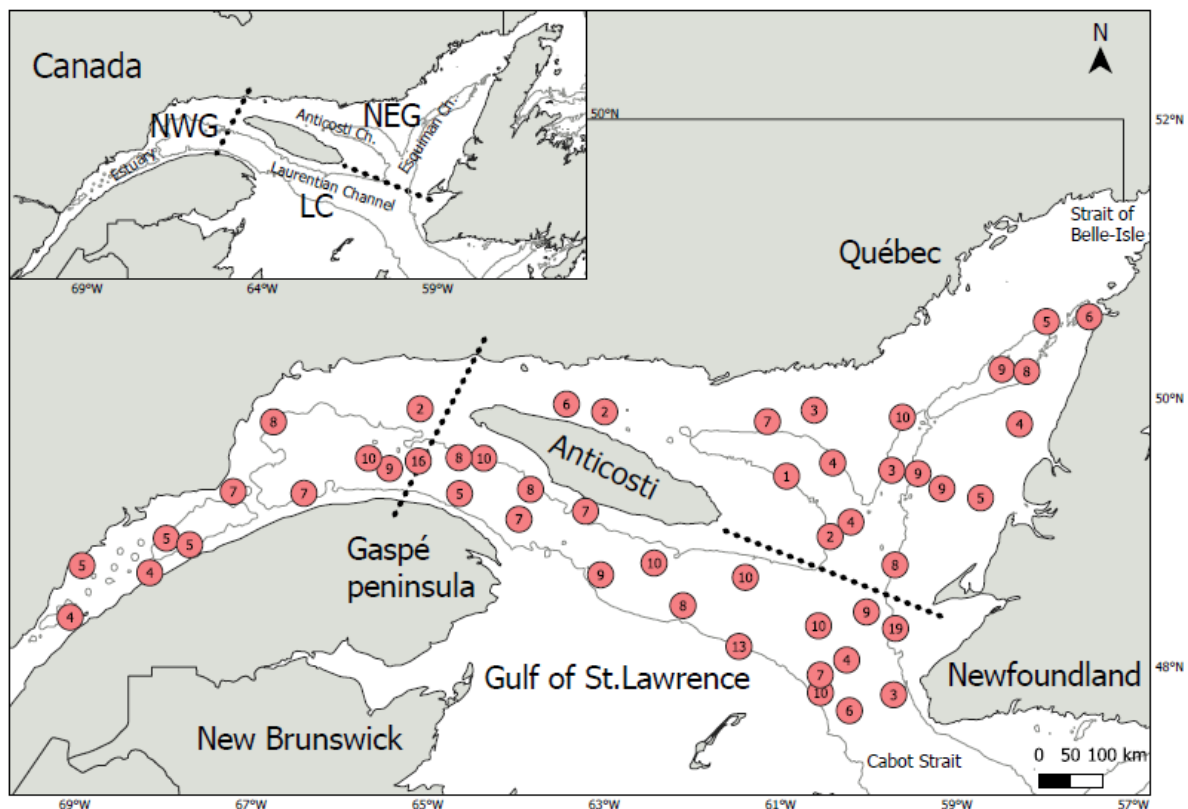 Canada
N
50°N
52°N
NWG
NEG
Anticosti Ch.
Esquiman Ch.
Estuary
Laurentian Channel
LC
Strait of
Belle-Isle
Québec
69°W
64°W
59°W
5
6
9
8
50°N
2
6
2
7
3
10
4
8
10
9
16
8
10
Anticosti
4
3
9
1
9
5
7
7
5
8
7
7
4
2
5
5
5
4
Gaspé
peninsula
10
9
10
8
4
8
9
10
19
13
4
Gulf of St.Lawrence
7
10
3
6
Newfoundland
48°N
New Brunswick
0 50 100 km
Cabot Strait
69°W
67°W
65°W
63°W
61°W
59°W
57°W